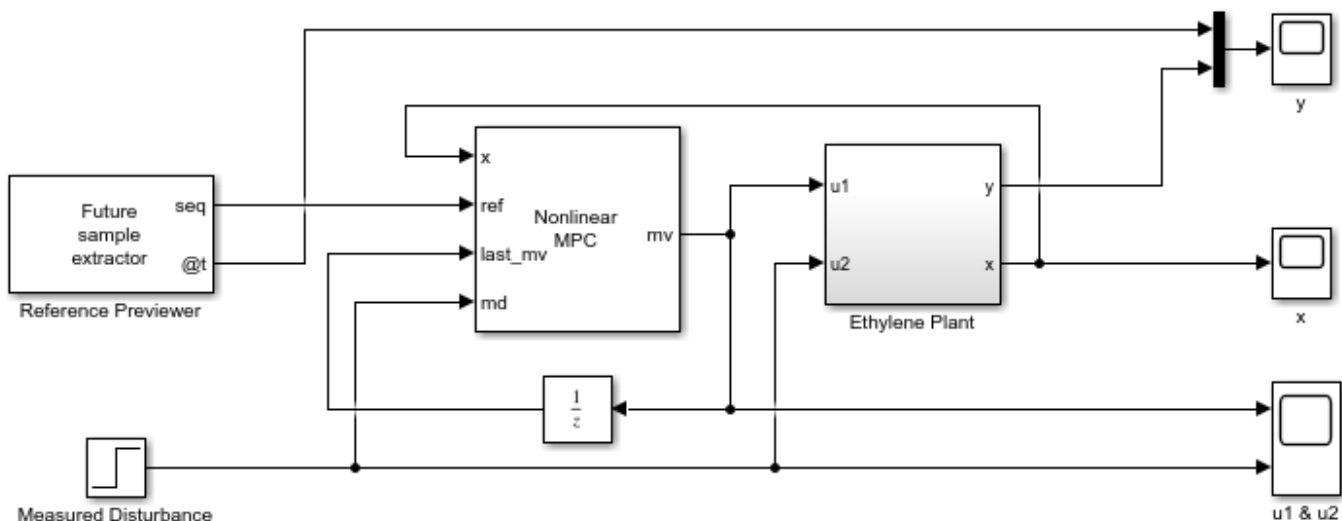 y
x
ref
last_mv
md
Nonlinear
MPC
mv
u1
u2
y
x
Ethylene Plant
Future
sample
extractor
seq
@t
Reference Previewer
x
1
z
Measured Disturbance
u1 & u2